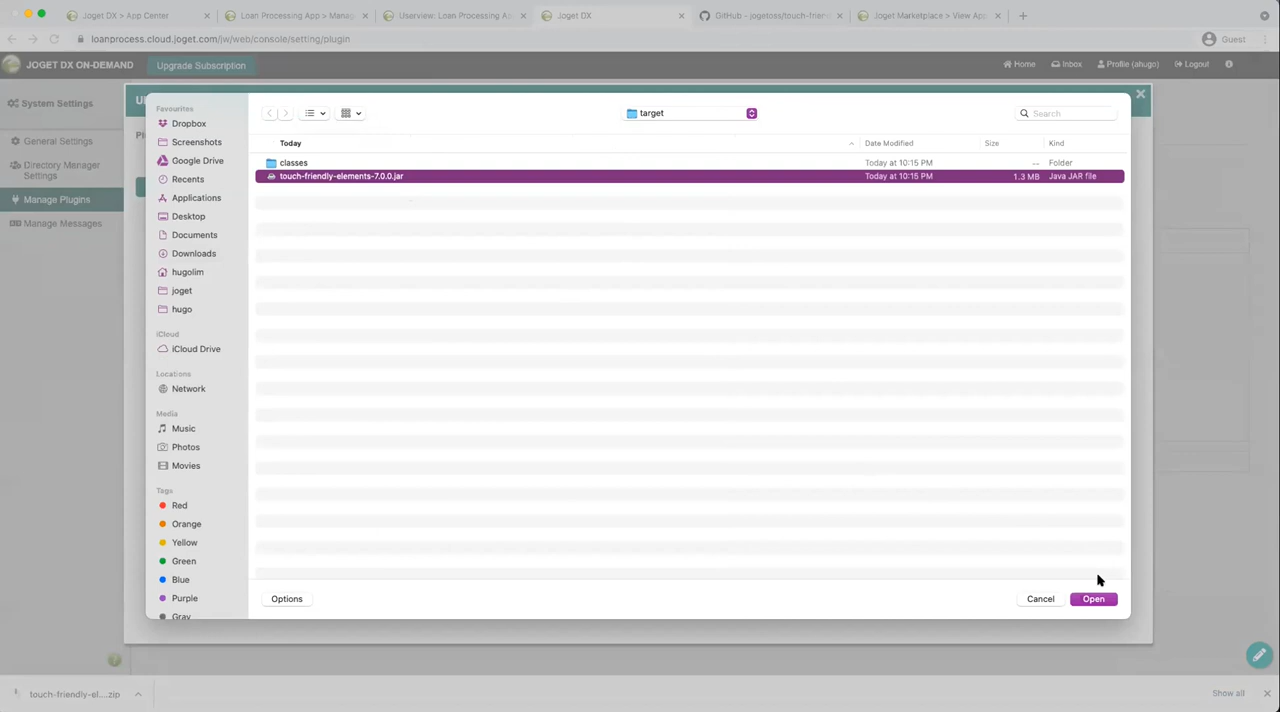 Joget DX > App Center
Loan Processing App > Mana
Userview: Loan Processing A
Joget DX
GitHub - jogetoss/touch-frien
Joget Marketplace > View App
loanprocess.cloud.joget.com/jw/web/console/setting/plugin
Guest
JOGET DX ON-DEMAND
Upgrade Subscription
Home
Inbox
Profile (ahugo)
Logout
System Settings
General Settings
Directory Manager
Settings
Manage Plugins
Manage Messages
Favourites
Dropbox
Screenshots
Google Drive
Recents
Applications
Desktop
Documents
Downloads
hugolim
joget
hugo
iCloud
iCloud Drive
Locations
Network
Media
Music
Photos
Movies
Tags
Red
Orange
Yellow
Green
Blue
Purple
Gray
target
Search
Today
Date Modified
Size
Kind
classes
Today at 10:15 PM
--
Folder
touch-friendly-elements-7.0.0.jar
Today at 10:15 PM
1.3 MB
Java JAR file
Options
Cancel
Open
touch-friendly-el....zip
Show all